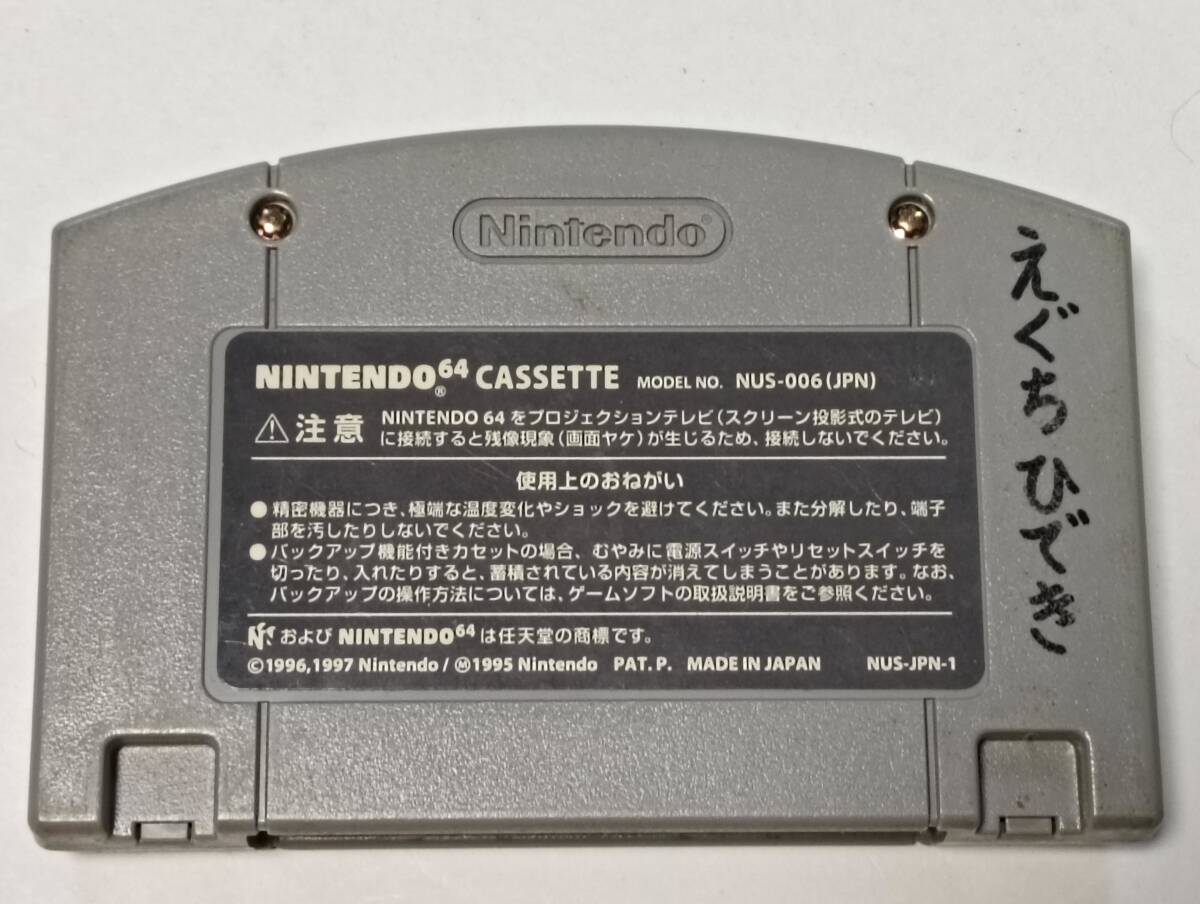 Nintendo®
NINTENDO64® CASSETTE MODEL NO. NUS-006(JPN)
⚠注意 NINTENDO 64をプロジェクションテレビ（スクリーン投影式のテレビ）
に接続すると残像現象（画面ヤケ）が生じるため、接続しないでください。
使用上のおねがい
●精密機器につき、極端な温度変化やショックを避けてください。また分解したり、端子
部を汚したりしないでください。
●バックアップ機能付きカセットの場合、むやみに電源スイッチやリセットスイッチを
切ったり、入れたりすると、蓄積されている内容が消えてしまうことがあります。なお、
バックアップの操作方法については、ゲームソフトの取扱説明書をご参照ください。
および NINTENDO64は任天堂の商標です。
©1996,1997 Nintendo / Ⓜ1995 Nintendo PAT. P. MADE IN JAPAN NUS-JPN-1
えぐち ひでき